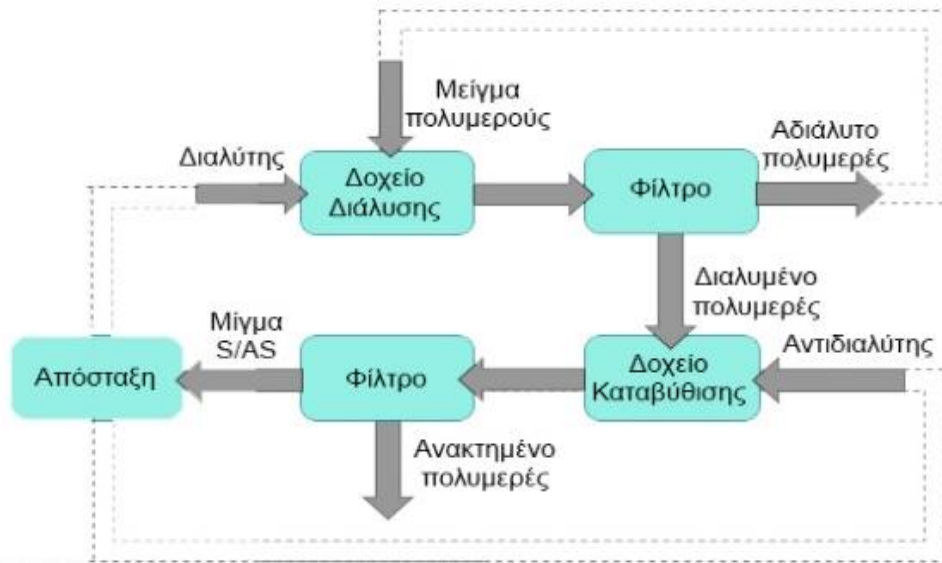 Μείγμα
πολυμερούς
Διαλύτης
Δοχείο
Διάλυσης
Φίλτρο
Αδιάλυτο
πολυμερές
Διαλυμένο
πολυμερές
Μίγμα
S/AS
Αντιδιαλύτης
Απόσταξη
Φίλτρο
Δοχείο
Καταβύθισης
Ανακτημένο
πολυμερές